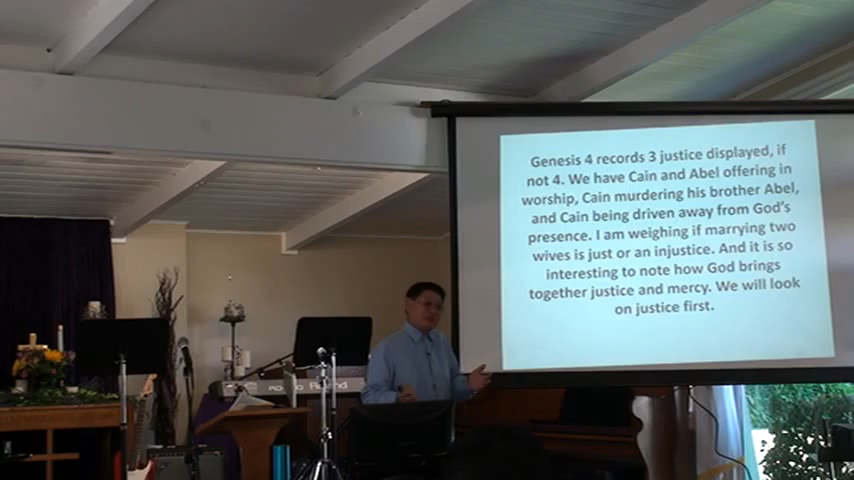 Genesis 4 records 3 justice displayed, if
not 4. We have Cain and Abel offering in
worship, Cain murdering his brother Abel,
and Cain being driven away from God's
presence. I am weighing if marrying two
wives is just or an injustice. And it is so
interesting to note how God brings
together justice and mercy. We will look
on justice first.
Roland